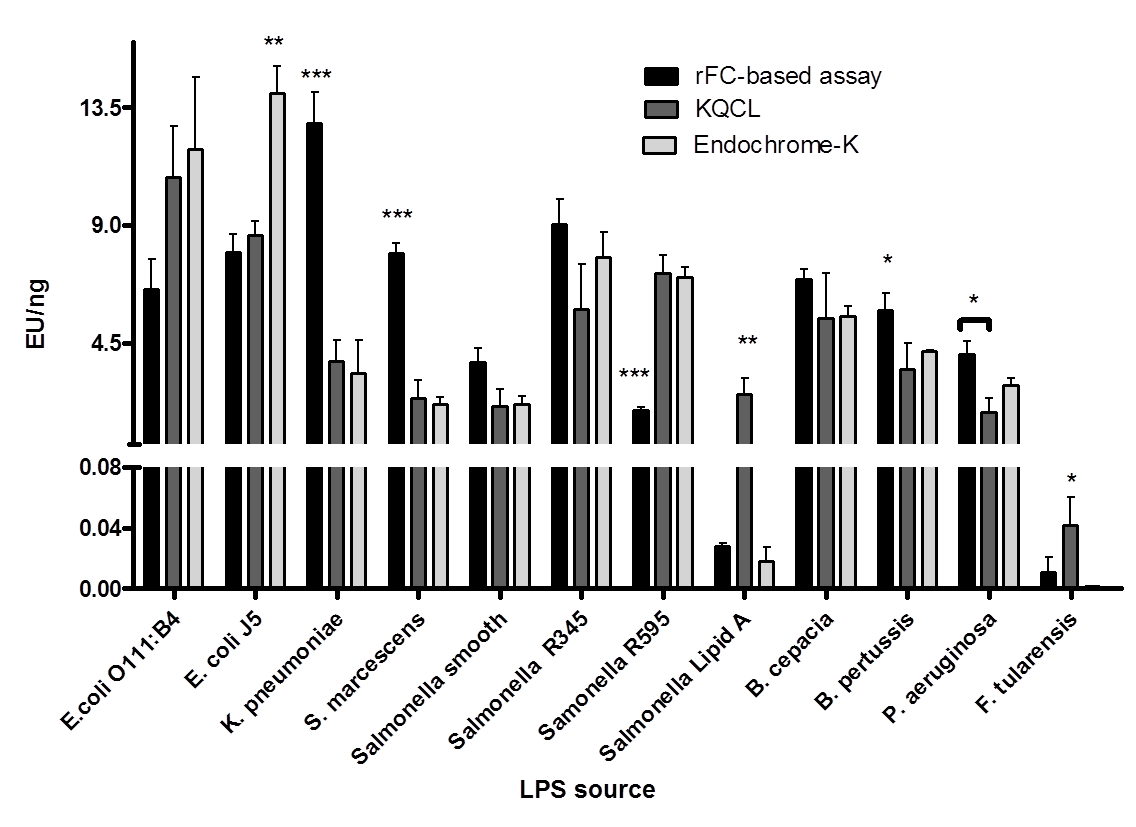 **
***
13.5
rFC-based assay
KQCL
Endochrome-K
***
9.0
*
*
4.5
**
***
EU/ng
0.08
*
0.04
0.00
E.coli O111:B4
E. coli J5
K. pneumoniae
S. marcescens
Salmonella smooth
Salmonella R345
Samonella R595
Salmonella Lipid A
B. cepacia
B. pertussis
P. aeruginosa
F. tularensis
LPS source